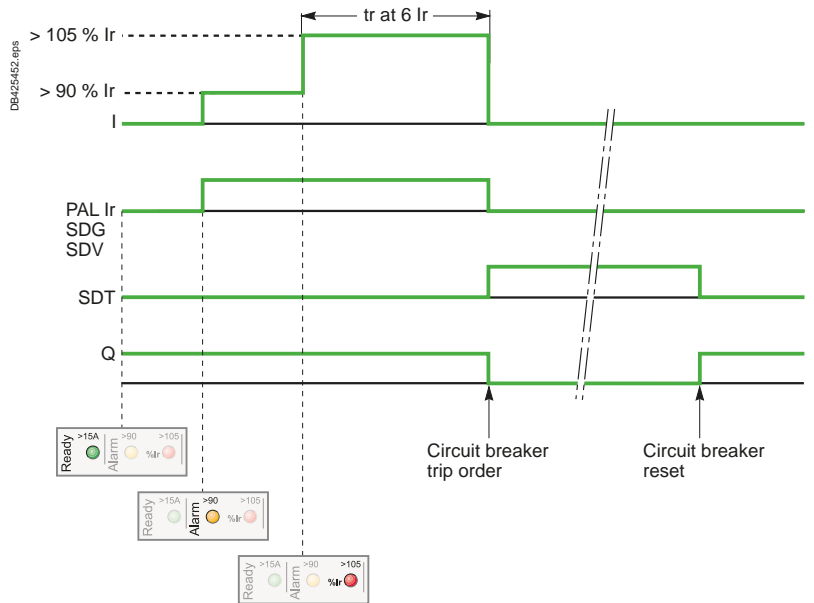 DB425452.eps
tr at 6 Ir
> 105 % Ir
> 90 % Ir
I
PAL Ir
SDG
SDV
SDT
Q
Circuit breaker
trip order
Circuit breaker
reset
Ready
>15A
Alarm
>90
%Ir
>105
Ready
>15A
Alarm
>90
%Ir
>105
Ready
>15A
Alarm
>90
%Ir
>105